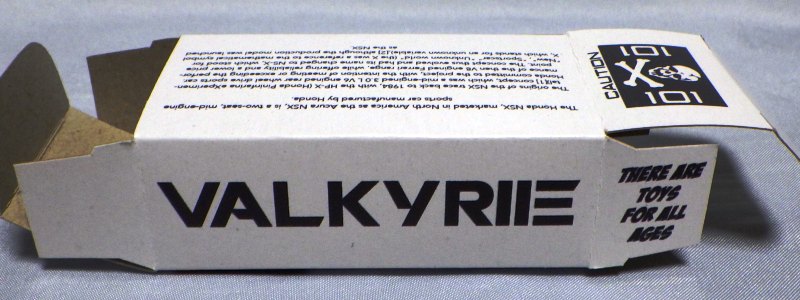 The Honda NSX, marketed in North America as the Acura NSX, is a two-seat, mid-engine
sports car manufactured by Honda.
The origins of the NSX trace back to 1984, with the HP-X (Honda Pininfarina eXperimen-
tal)[1] concept, which was a mid-engined 3.0 L V6 engined rear wheel drive sports car.
Honda committed to the project, with the intention of meeting or exceeding the perfor-
mance of the then V8 engined Ferrari range, while offering reliability and a lower price
point. The concept thus evolved and had its name changed to NS-X, which stood for
"New", "Sportscar" "Unknown" world" (the X was a reference to the mathematical symbol
X, which stands for an unknown variable),[2] although the production model was launched
as the NSX.
CAUTION
101
101
VALKYRIE
THERE ARE
TOYS
FOR ALL
AGES